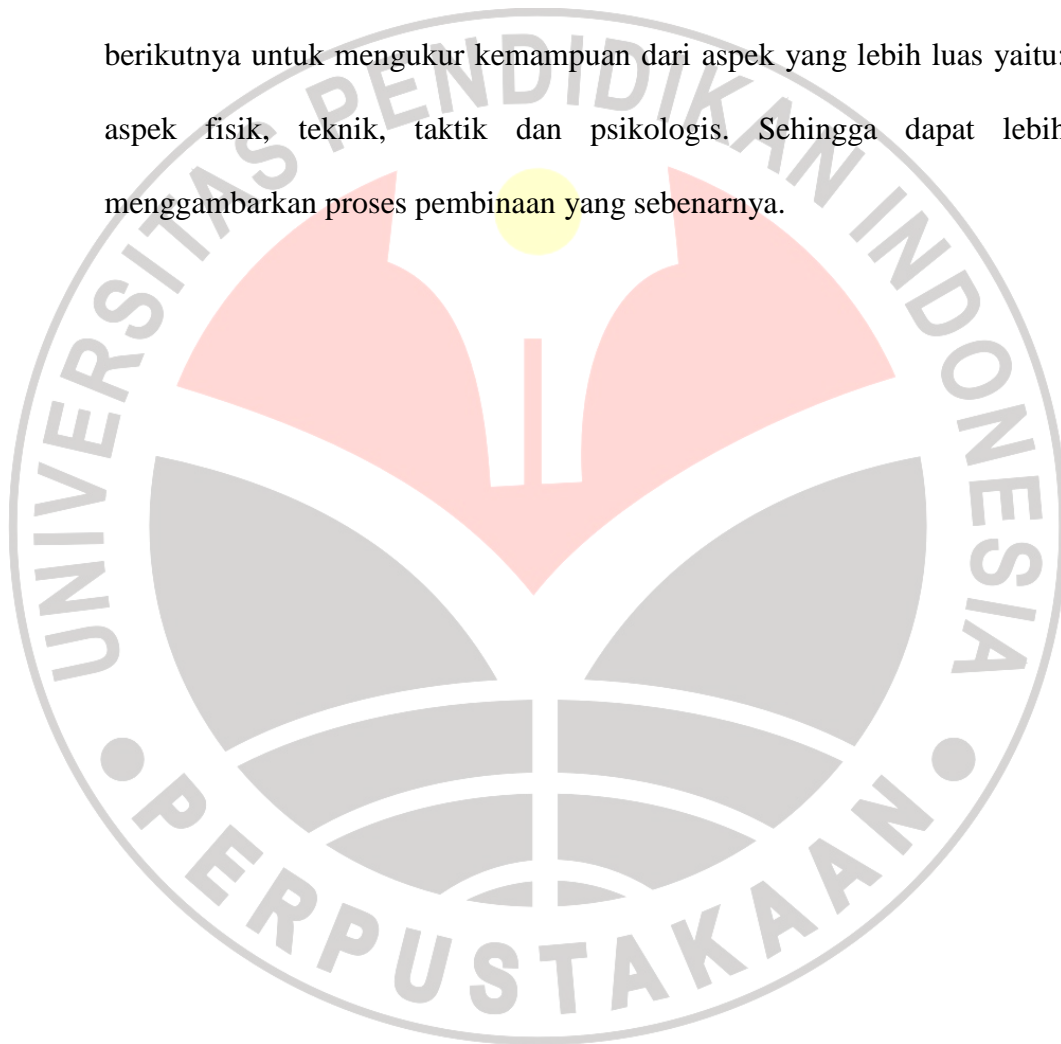 berikutnya untuk mengukur kemampuan dari aspek yang lebih luas yaitu:
aspek fisik, teknik, taktik dan psikologis. Sehingga dapat lebih
menggambarkan proses pembinaan yang sebenarnya.
UNIVERSITAS PENDIDIKAN INDONESIA
PERPUSTAKAAN